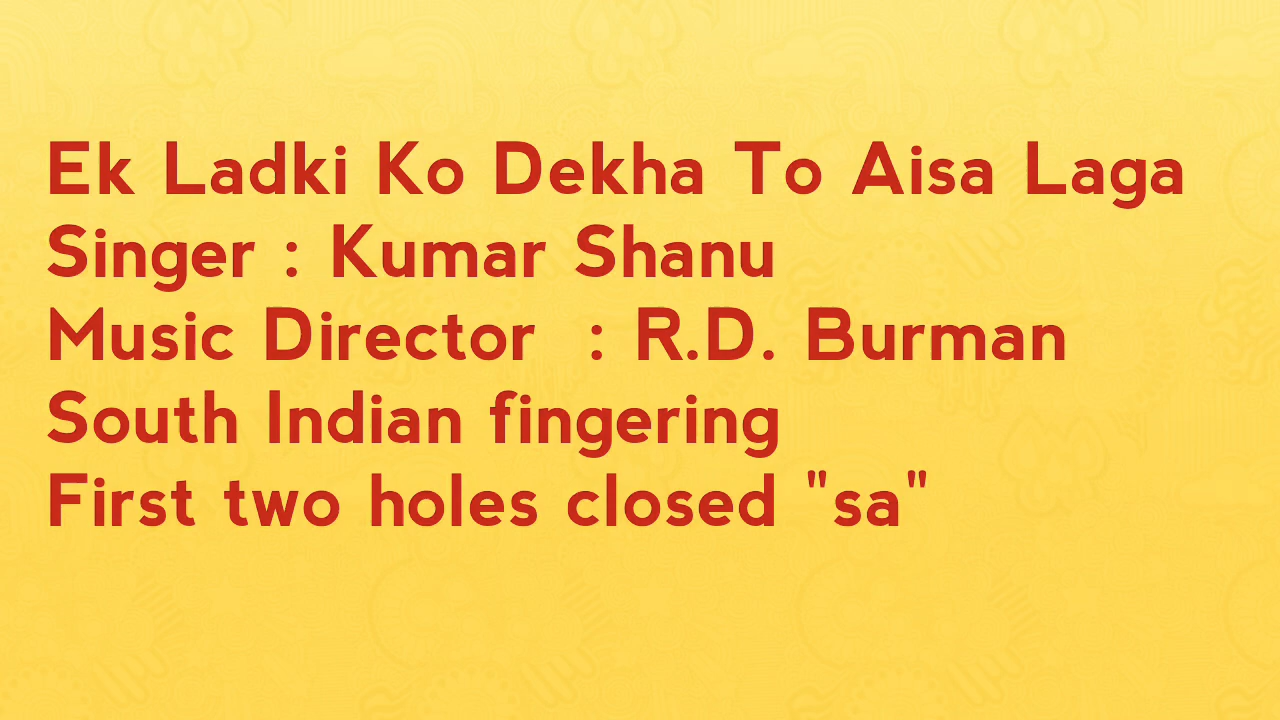 Ek Ladki Ko Dekha To Aisa Laga
Singer : Kumar Shanu
Music Director  : R.D. Burman
South Indian fingering
First two holes closed "sa"